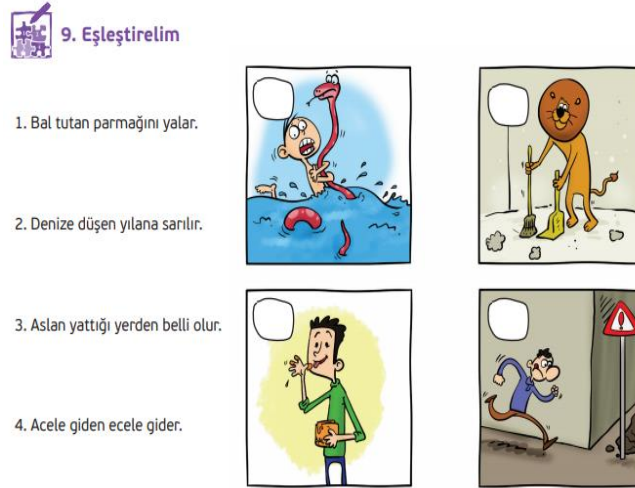 9. Eşleştirelim
1. Bal tutan parmağını yalar.
2. Denize düşen yılana sarılır.
3. Aslan yattığı yerden belli olur.
4. Acele giden ecele gider.